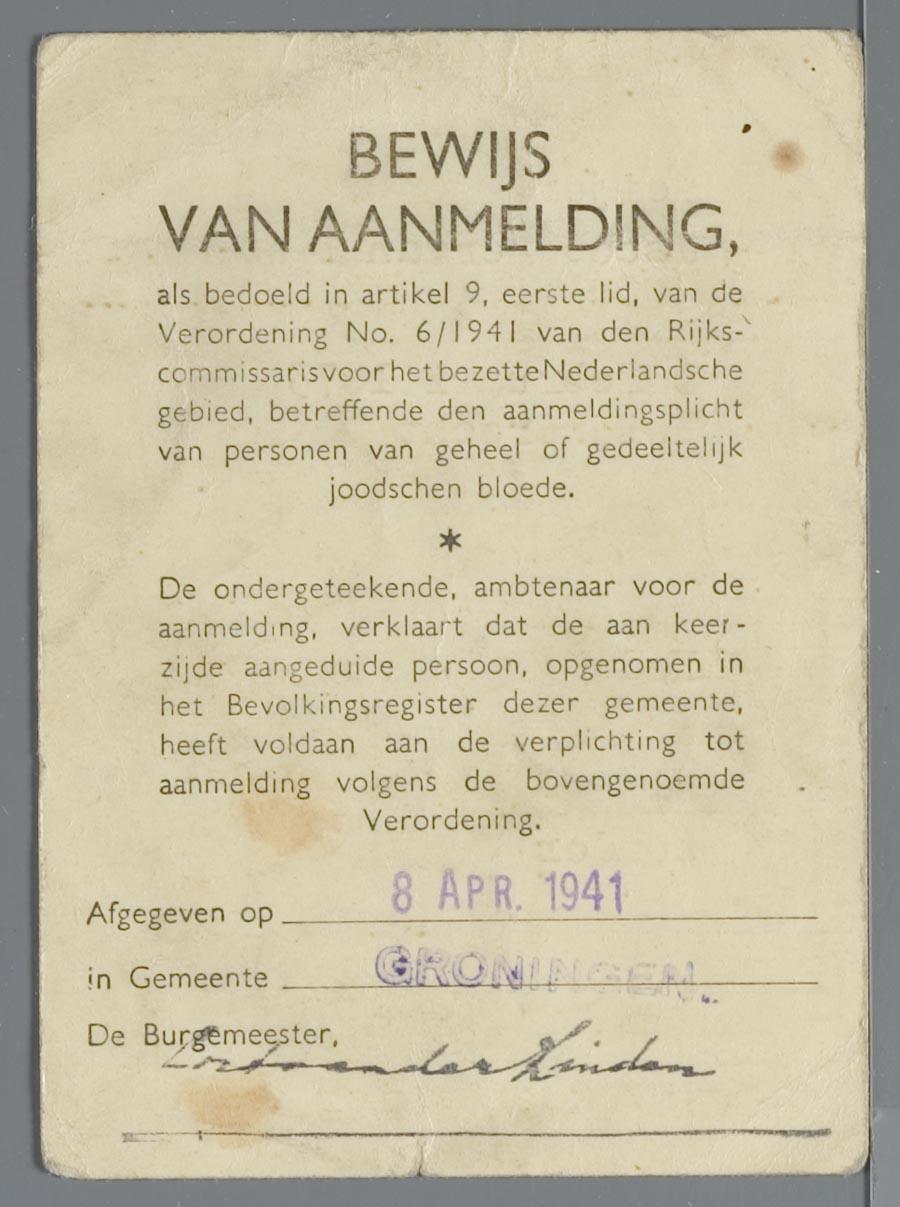 BEWIJS
VAN AANMELDING,
als bedoeld in artikel 9, eerste lid, van de
Verordening No. 6/1941 van den Rijks-
commissaris voor het bezette Nederlandsche
gebied, betreffende den aanmeldingsplicht
van personen van geheel of gedeeltelijk
joodschen bloede.
*
De ondergeteekende, ambtenaar voor de
aanmelding, verklaart dat de aan keer-
zijde aangeduide persoon, opgenomen in
het Bevolkingsregister dezer gemeente,
heeft voldaan aan de verplichting tot
aanmelding volgens de bovengenoemde
Verordening.
Afgegeven op 8 APR. 1941
in Gemeente GRONINGEN
De Burgemeester,
van der Linden